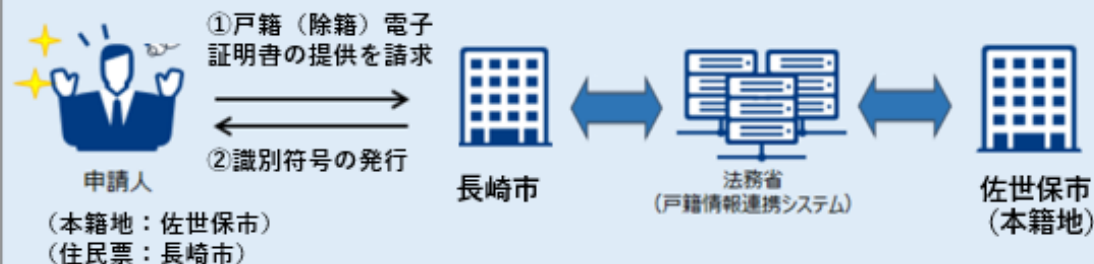 ①戸籍（除籍）電子
証明書の提供を請求
②識別符号の発行
申請人
（本籍地：佐世保市）
（住民票：長崎市）
長崎市
法務省
（戸籍情報連携システム）
佐世保市
（本籍地）